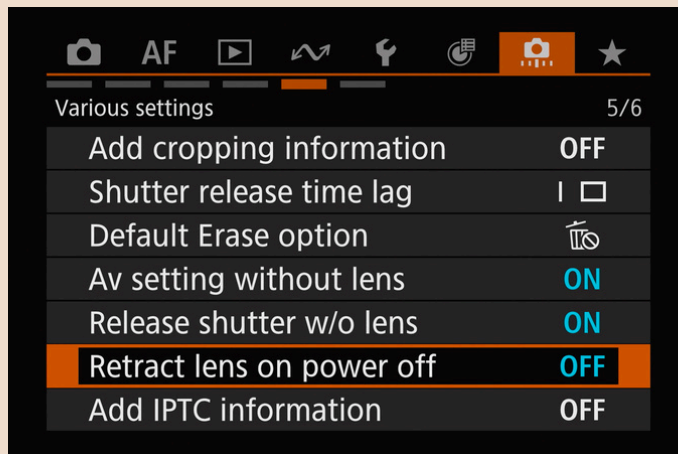 AF
Various settings 5/6
Add cropping information OFF
Shutter release time lag
Default Erase option
Av setting without lens ON
Release shutter w/o lens ON
Retract lens on power off OFF
Add IPTC information OFF